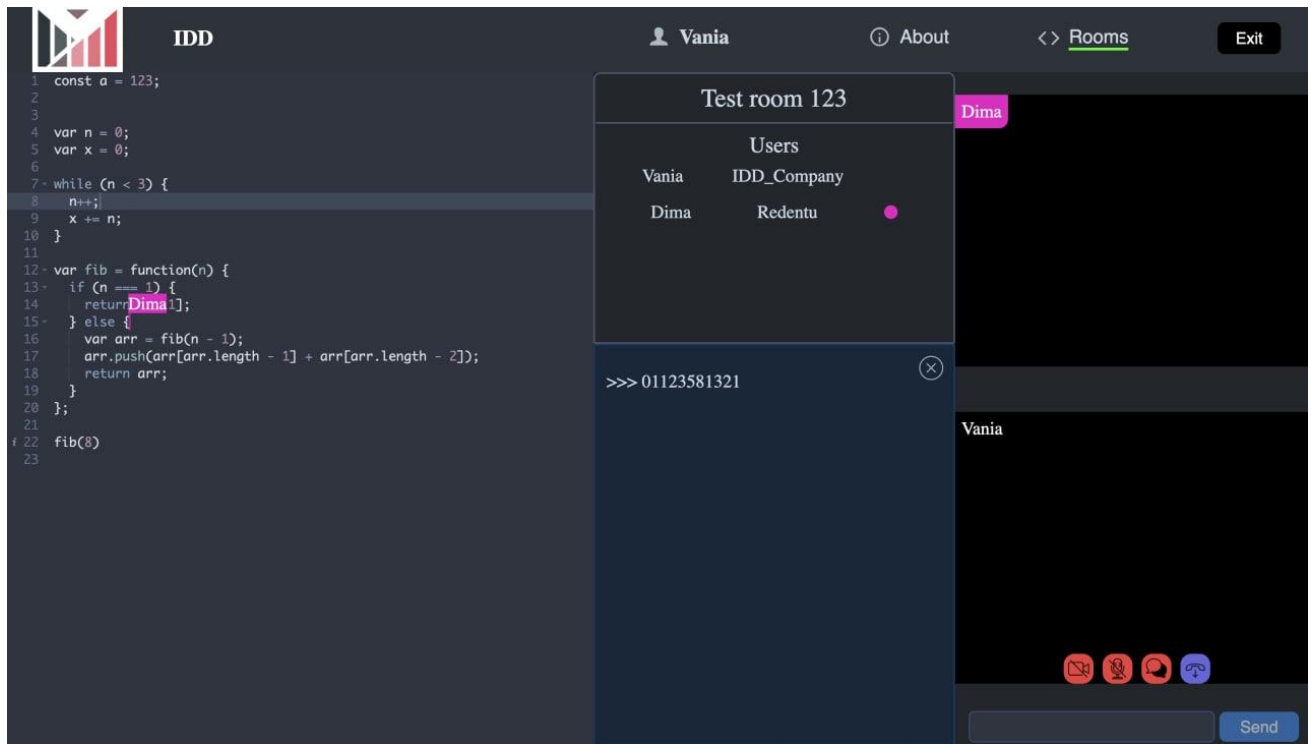 IDD
Vania
About
<> Rooms
Exit
1 const a = 123;
2
3
4 var n = 0;
5 var x = 0;
6
7 while (n < 3) {
8 n++;
9 x += n;
10 }
11
12 var fib = function(n) {
13 if (n === 1) {
14 return Dima 1];
15 } else {
16 var arr = fib(n - 1);
17 arr.push(arr[arr.length - 1] + arr[arr.length - 2]);
18 return arr;
19 }
20 };
21
i 22 fib(8)
23
Test room 123
Users
Vania IDD_Company
Dima Redentu
>>> 01123581321
Dima
Vania
Send